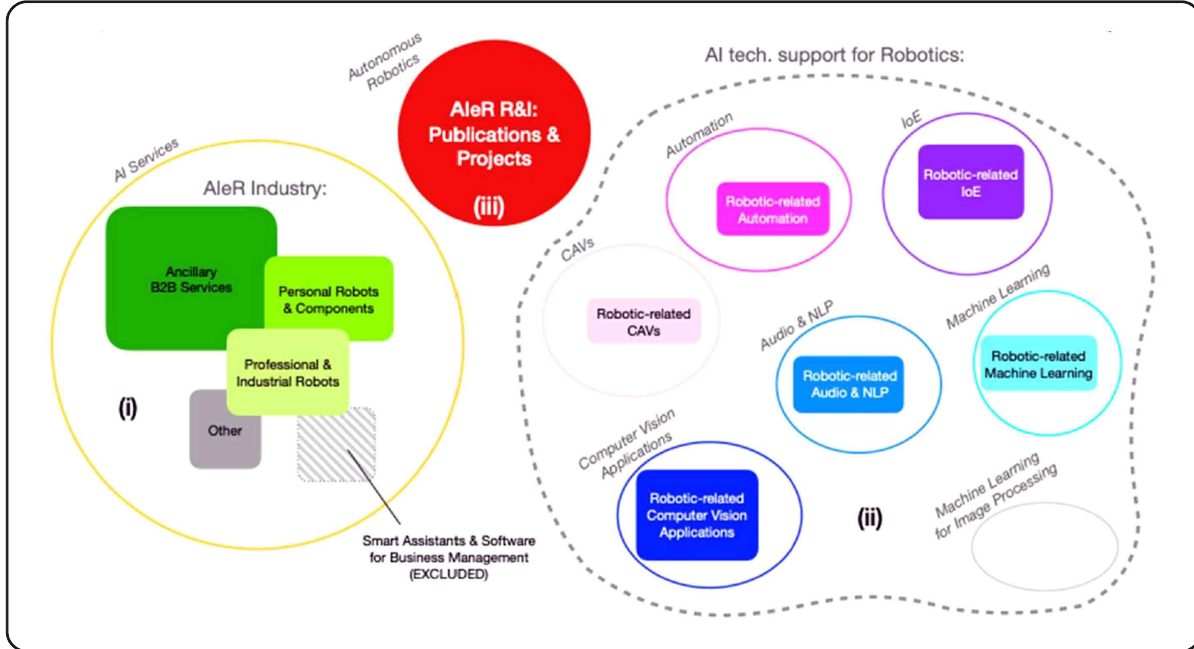 Autonomous
Robotics
AIeR R&I:
Publications &
Projects
(iii)
AI Services
AIeR Industry:
Ancillary
B2B Services
Personal Robots
& Components
Professional &
Industrial Robots
(i)
Other
Smart Assistants & Software
for Business Management
(EXCLUDED)
AI tech. support for Robotics:
Automation
Robotic-related
Automation
IoE
Robotic-related
IoE
CAVs
Robotic-related
CAVs
Audio & NLP
Robotic-related
Audio & NLP
Machine Learning
Robotic-related
Machine Learning
Computer Vision
Applications
Robotic-related
Computer Vision
Applications
(ii)
Machine Learning
for Image Processing